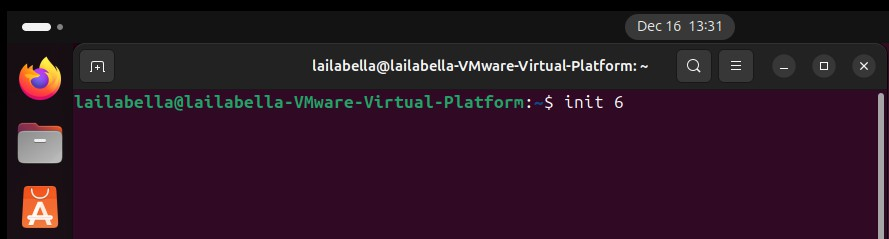 Dec 16 13:31
lailabella@lailabella-VMware-Virtual-Platform: ~
lailabella@lailabella-VMware-Virtual-Platform:~$ init 6